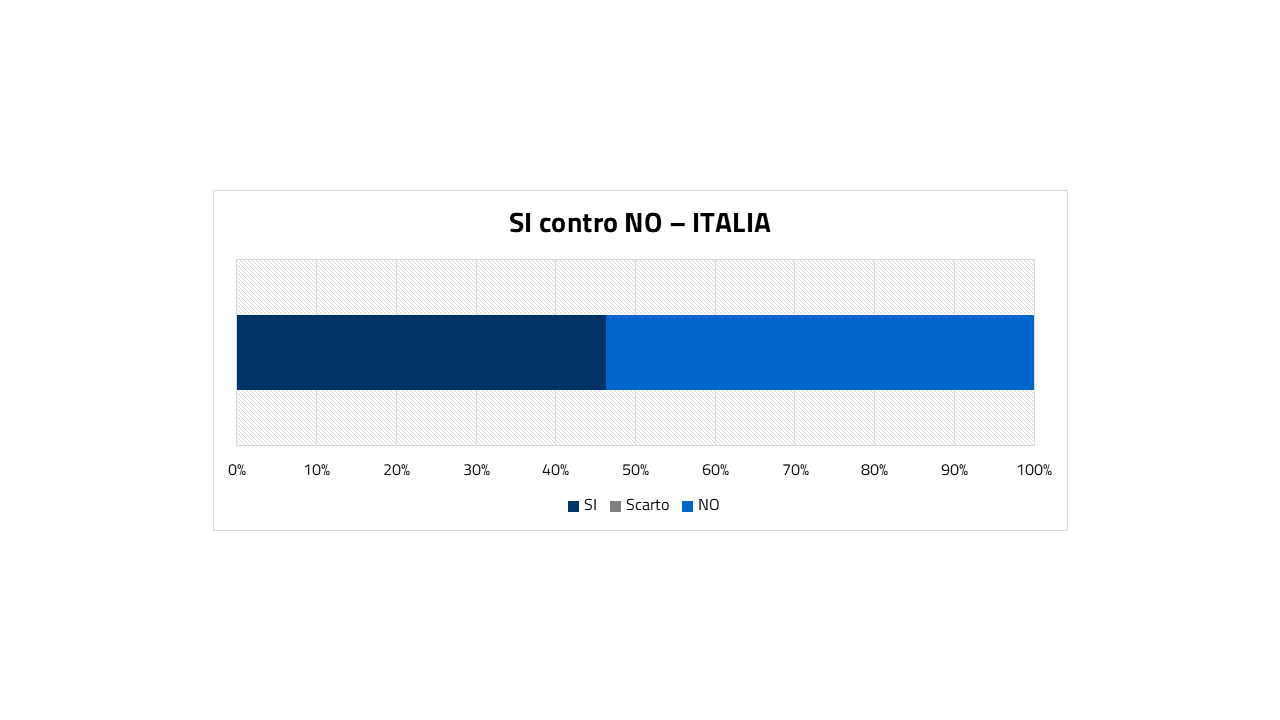 SI contro NO – ITALIA
0% 10% 20% 30% 40% 50% 60% 70% 80% 90% 100%
SI Scarto NO